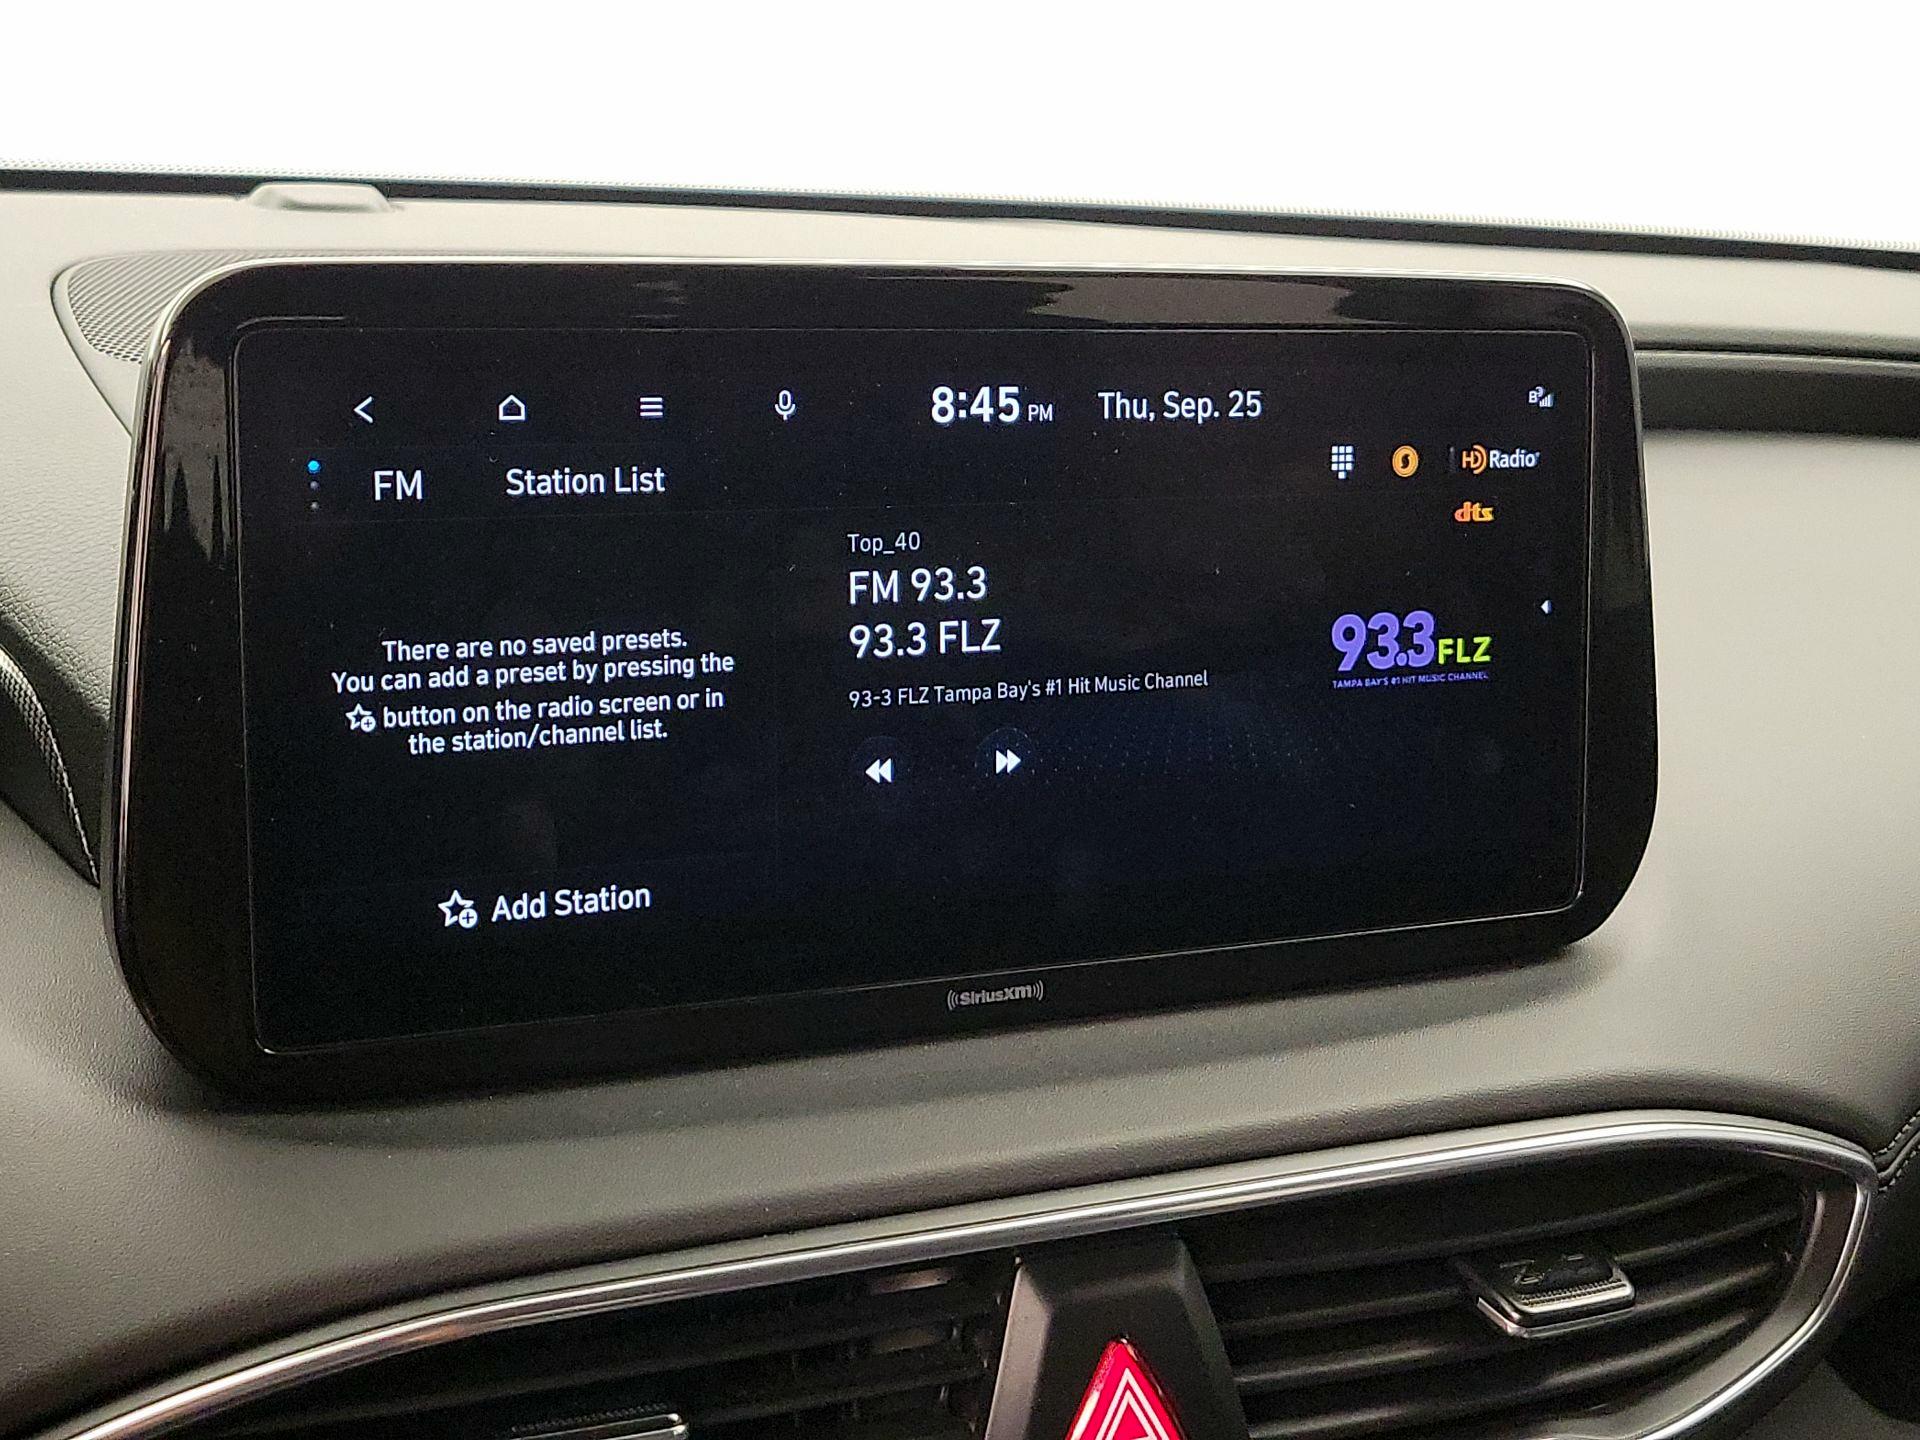 8:45 PM Thu, Sep. 25
FM Station List
HD Radio
dts
Top_40
FM 93.3
93.3 FLZ
93-3 FLZ Tampa Bay's #1 Hit Music Channel
93.3 FLZ
TAMPA BAY'S #1 HIT MUSIC CHANNEL
There are no saved presets.
You can add a preset by pressing the
button on the radio screen or in
the station/channel list.
Add Station
((SiriusXM))